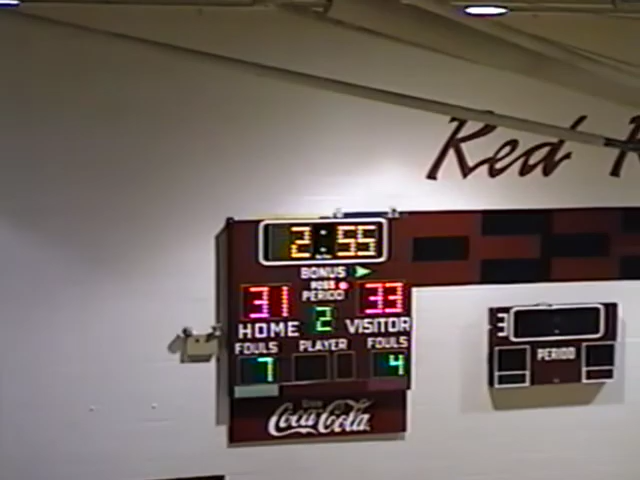 Red
2:55
BONUS
POSS
31 PERIOD 33
HOME 2 VISITOR
FOULS PLAYER FOULS
7 4
Coca-Cola
3
PERIOD